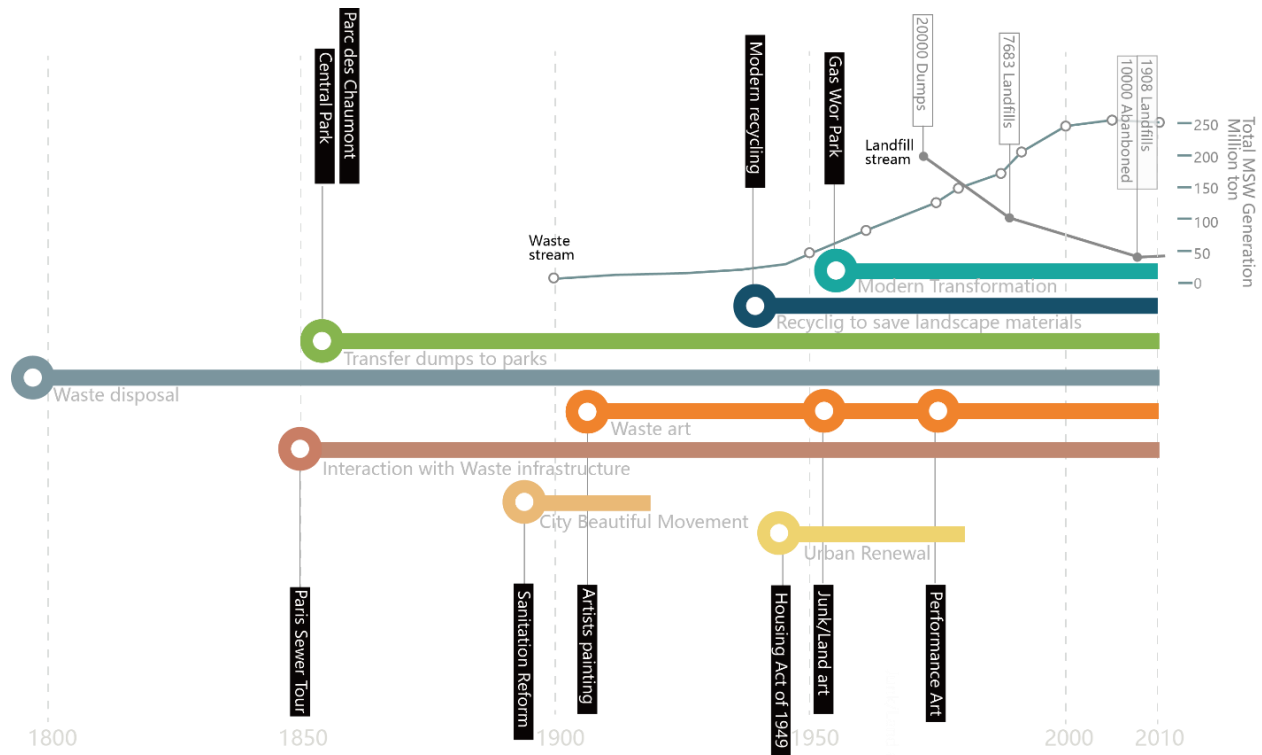 Parc des Chaumont
Central Park
Modern recycling
Gas Wor Park
20000 Dumps
7683 Landfills
1908 Landfills
10000 Abanboned
Landfill
stream
Waste
stream
250
200
150
100
50
0
Total MSW Generation
Million ton
Modern Transformation
Recyclig to save landscape materials
Transfer dumps to parks
Waste disposal
Waste art
Interaction with Waste infrastructure
City Beautiful Movement
Urban Renewal
Paris Sewer Tour
Sanitation Reform
Artists painting
Housing Act of 1949
Junk/Land art
Performance Art
1800
1850
1900
1950
2000
2010